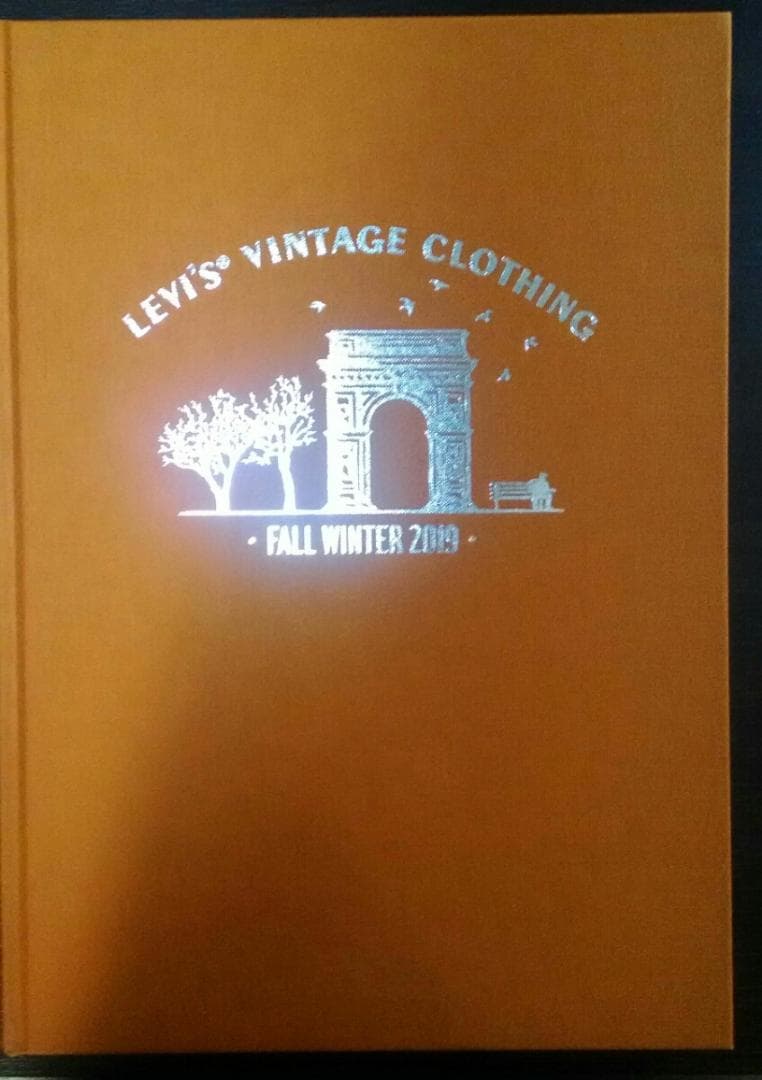 LEVI'S® VINTAGE CLOTHING
• FALL WINTER 2019 •